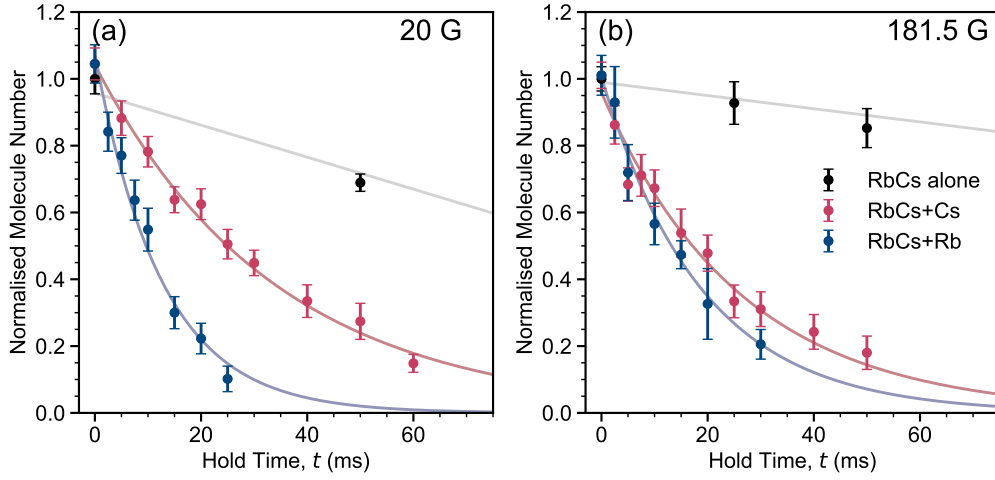 (a)
20 G
1.2
1.0
0.8
0.6
0.4
0.2
0.0
Normalised Molecule Number
0
20
40
60
Hold Time, t (ms)
(b)
181.5 G
1.2
1.0
0.8
0.6
0.4
0.2
0.0
Normalised Molecule Number
RbCs alone
RbCs+Cs
RbCs+Rb
0
20
40
60
Hold Time, t (ms)